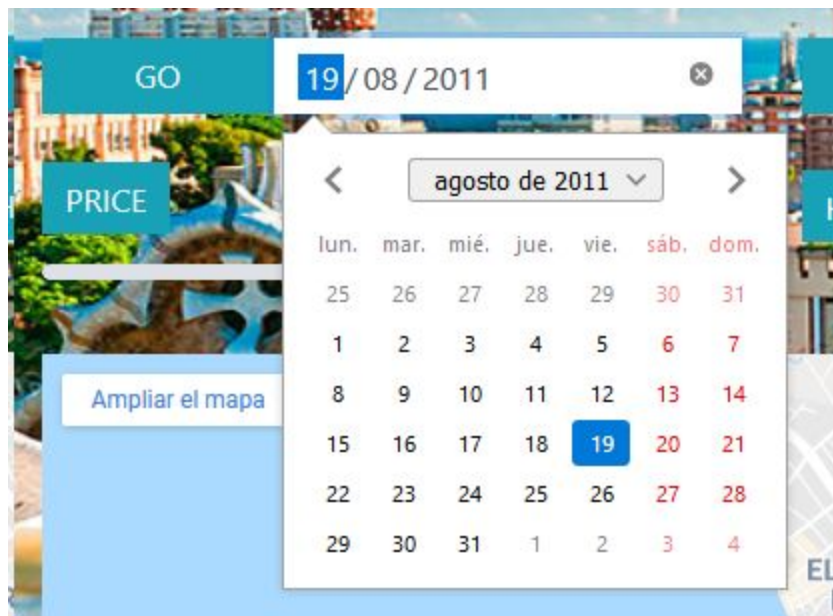 GO
19/08/2011
PRICE
agosto de 2011
lun. mar. mié. jue. vie. sáb. dom.
25 26 27 28 29 30 31
1 2 3 4 5 6 7
8 9 10 11 12 13 14
15 16 17 18 19 20 21
22 23 24 25 26 27 28
29 30 31 1 2 3 4
Ampliar el mapa
EL